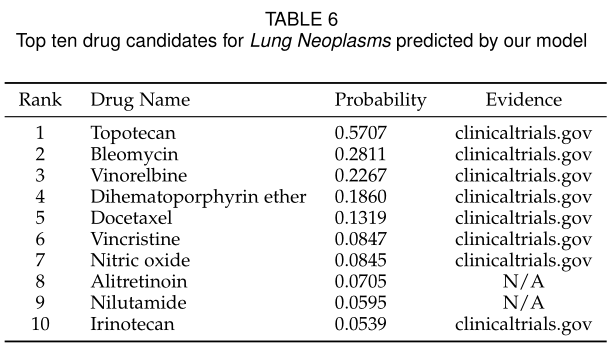 TABLE 6
Top ten drug candidates for Lung Neoplasms predicted by our model
Rank Drug Name Probability Evidence
1 Topotecan 0.5707 clinicaltrials.gov
2 Bleomycin 0.2811 clinicaltrials.gov
3 Vinorelbine 0.2267 clinicaltrials.gov
4 Dihematoporphyrin ether 0.1860 clinicaltrials.gov
5 Docetaxel 0.1319 clinicaltrials.gov
6 Vincristine 0.0847 clinicaltrials.gov
7 Nitric oxide 0.0845 clinicaltrials.gov
8 Alitretinoin 0.0705 N/A
9 Nilutamide 0.0595 N/A
10 Irinotecan 0.0539 clinicaltrials.gov